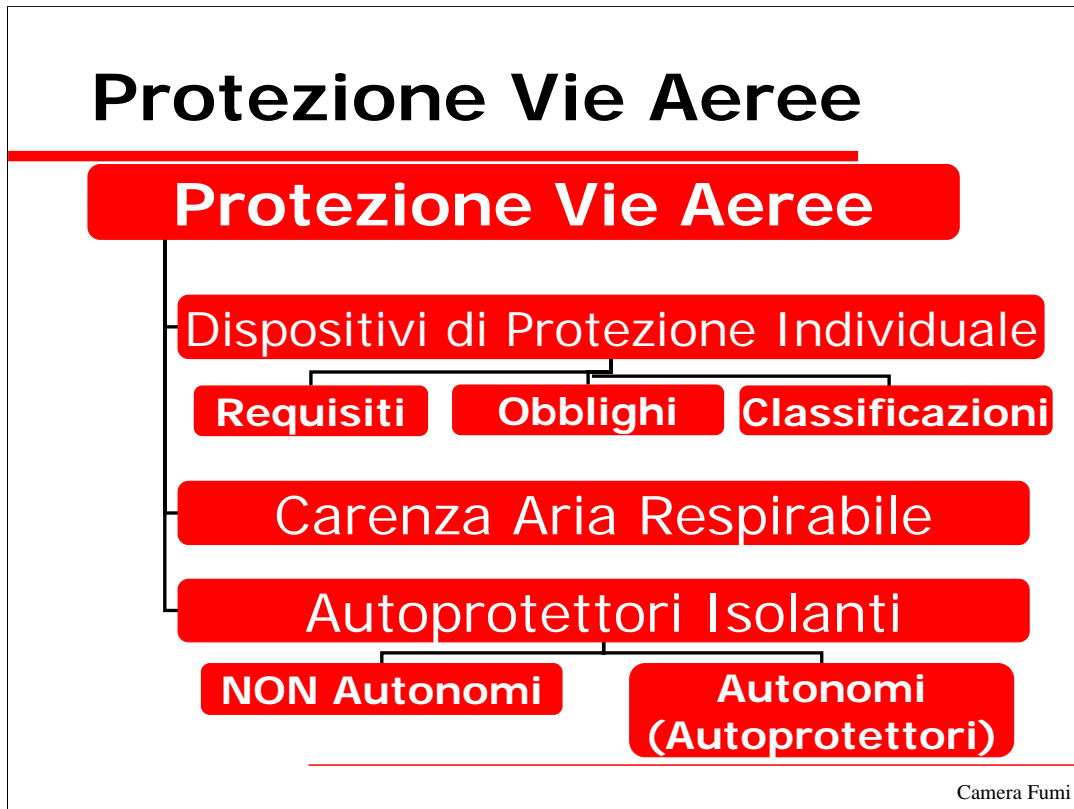 Protezione Vie Aeree
Protezione Vie Aeree
Dispositivi di Protezione Individuale
Requisiti
Obblighi
Classificazioni
Carenza Aria Respirabile
Autoprotettori Isolanti
NON Autonomi
Autonomi
(Autoprotettori)
Camera Fumi